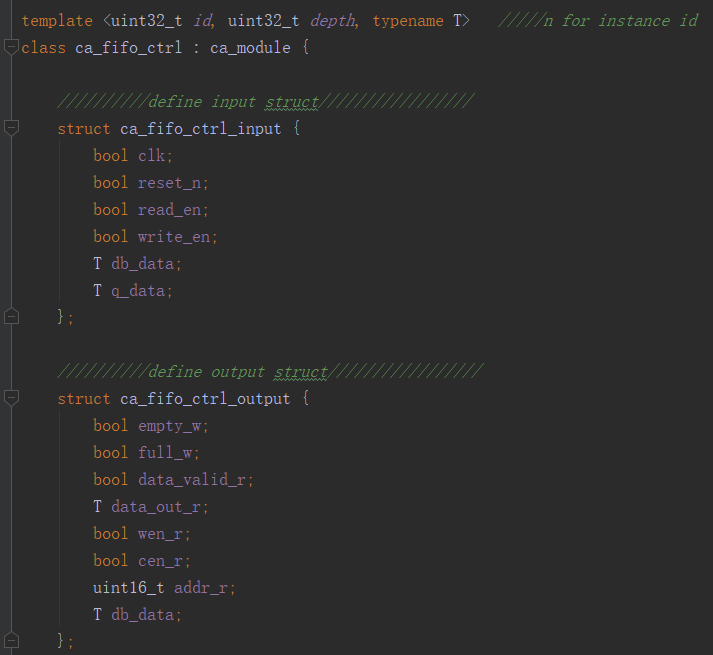 template <uint32_t id, uint32_t depth, typename T>   /////n for instance id
class ca_fifo_ctrl : ca_module {
//////////define input struct/////////////////
struct ca_fifo_ctrl_input {
bool clk;
bool reset_n;
bool read_en;
bool write_en;
T db_data;
T q_data;
};
//////////define output struct/////////////////
struct ca_fifo_ctrl_output {
bool empty_w;
bool full_w;
bool data_valid_r;
T data_out_r;
bool wen_r;
bool cen_r;
uint16_t addr_r;
T db_data;
};